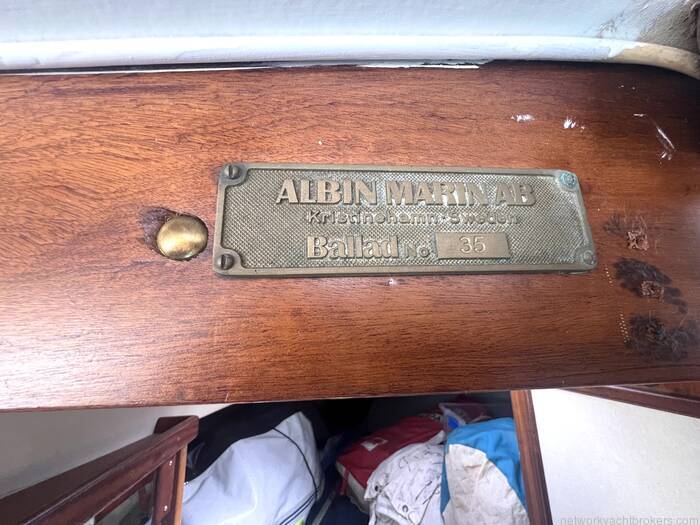 ALBIN MARIN AB
Kristinehamn · Sweden
Ballad No 35
networkyachtbrokers.com